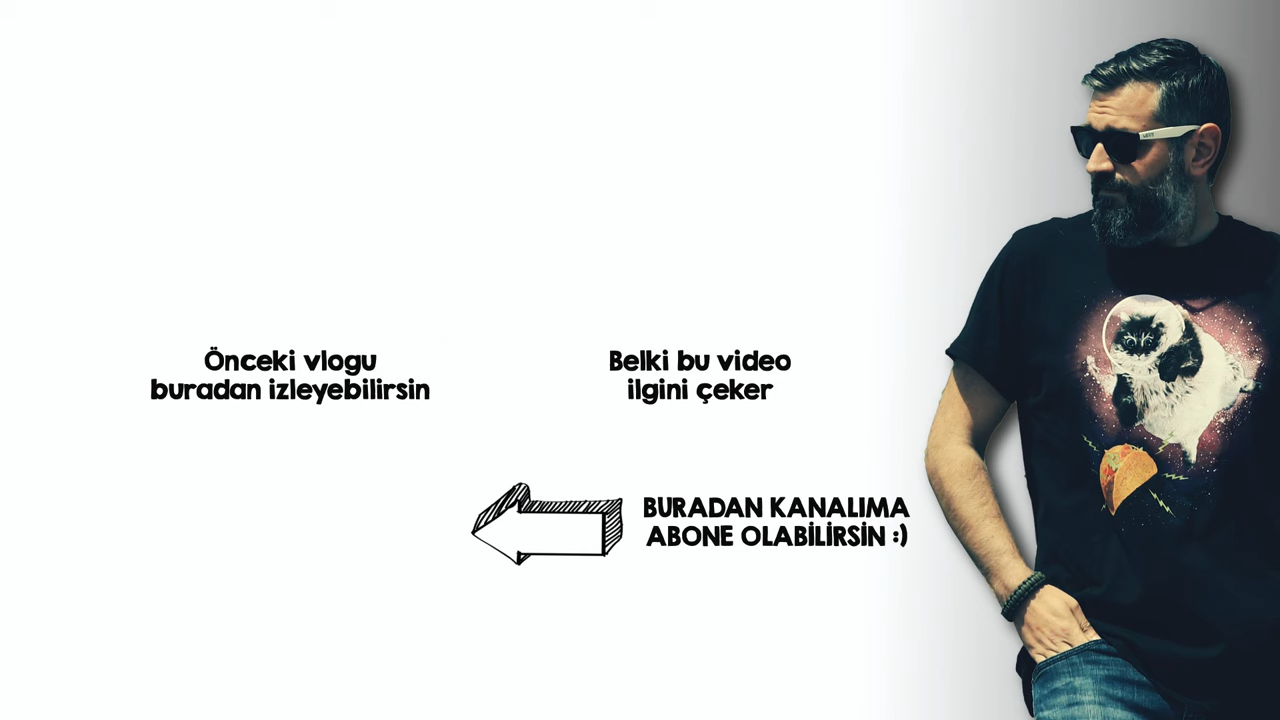 Önceki vlogu
buradan izleyebilirsin
Belki bu video
ilgini çeker
BURADAN KANALIMA
ABONE OLABİLİRSİN :)